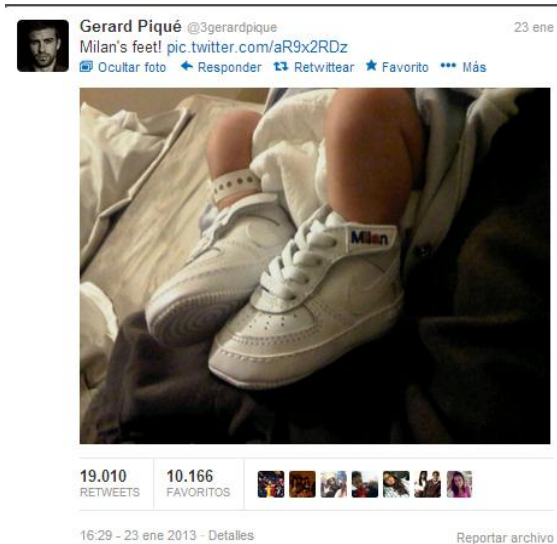 Gerard Piqué @3gerardpique 23 ene
Milan's feet! pic.twitter.com/aR9x2RDz
Ocultar foto Responder Retwittear Favorito Más
Milan
19.010 10.166
RETWEETS FAVORITOS
16:29 - 23 ene 2013 · Detalles Reportar archivo